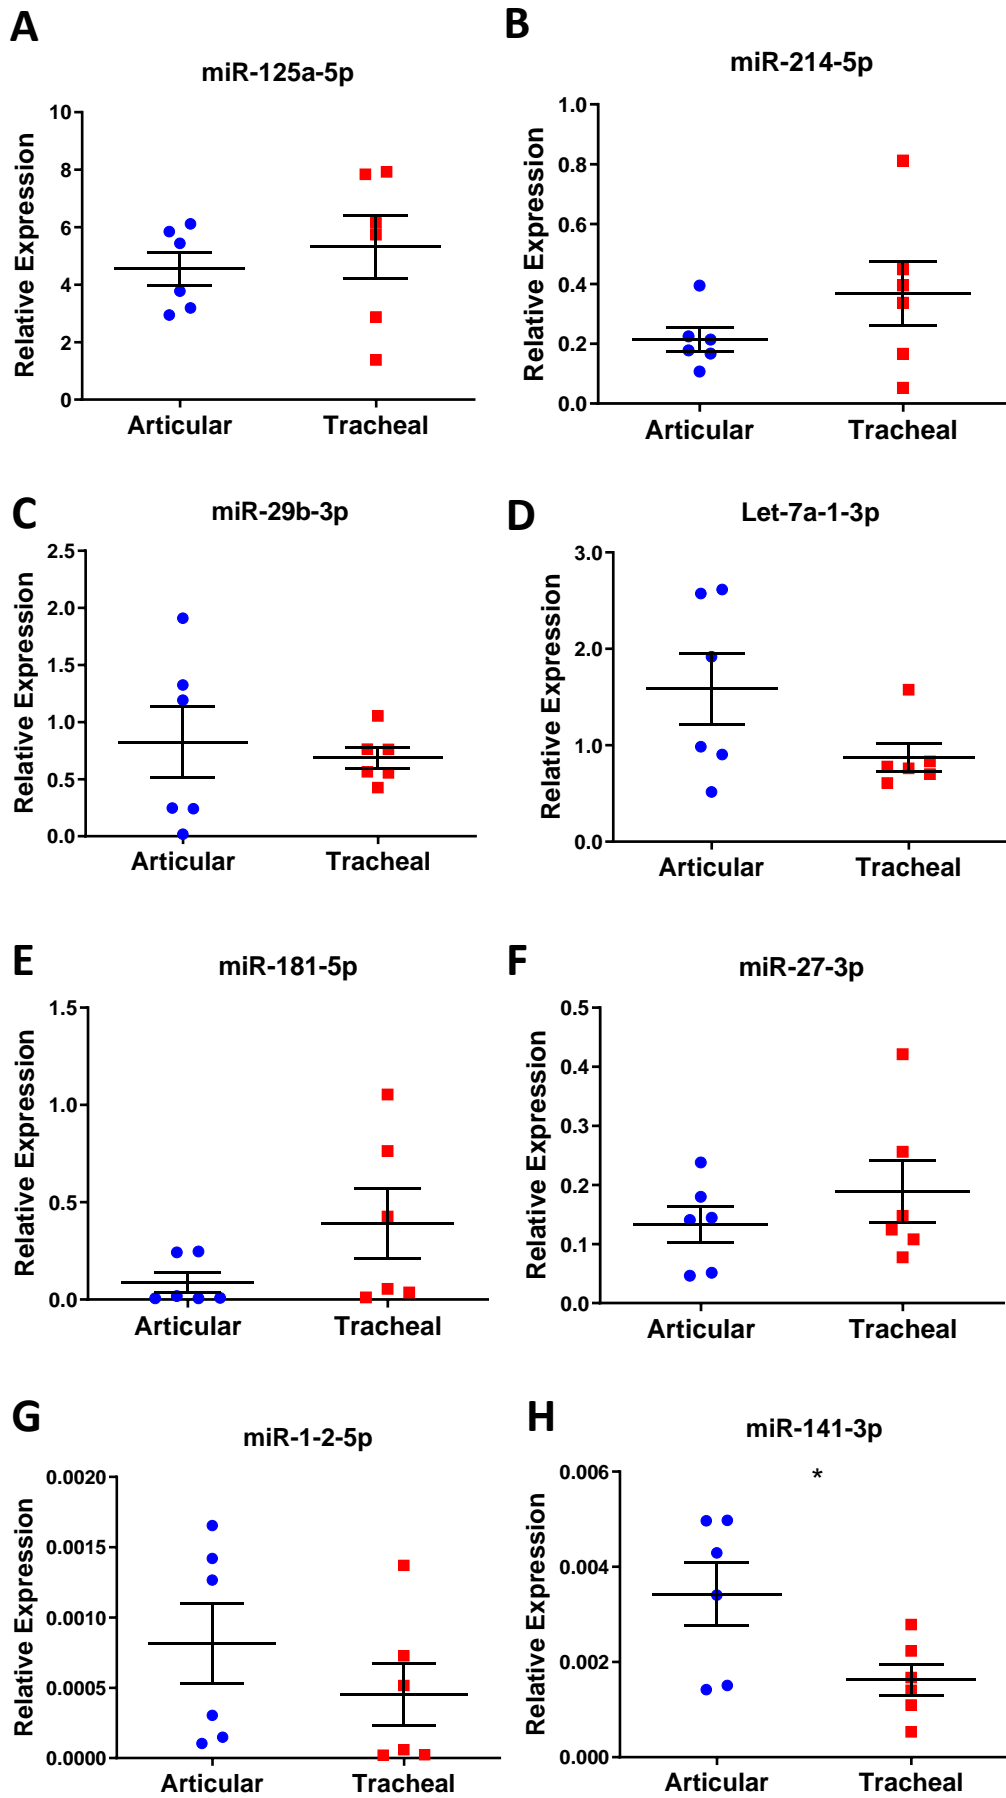 A
miR-125a-5p
Relative Expression
10
8
6
4
2
0
Articular
Tracheal
B
miR-214-5p
Relative Expression
1.0
0.8
0.6
0.4
0.2
0.0
Articular
Tracheal
C
miR-29b-3p
Relative Expression
2.5
2.0
1.5
1.0
0.5
0.0
Articular
Tracheal
D
Let-7a-1-3p
Relative Expression
3.0
2.0
1.0
0.0
Articular
Tracheal
E
miR-181-5p
Relative Expression
1.5
1.0
0.5
0.0
Articular
Tracheal
F
miR-27-3p
Relative Expression
0.5
0.4
0.3
0.2
0.1
0.0
Articular
Tracheal
G
miR-1-2-5p
Relative Expression
0.0020
0.0015
0.0010
0.0005
0.0000
Articular
Tracheal
H
miR-141-3p
*
Relative Expression
0.006
0.004
0.002
0.000
Articular
Tracheal